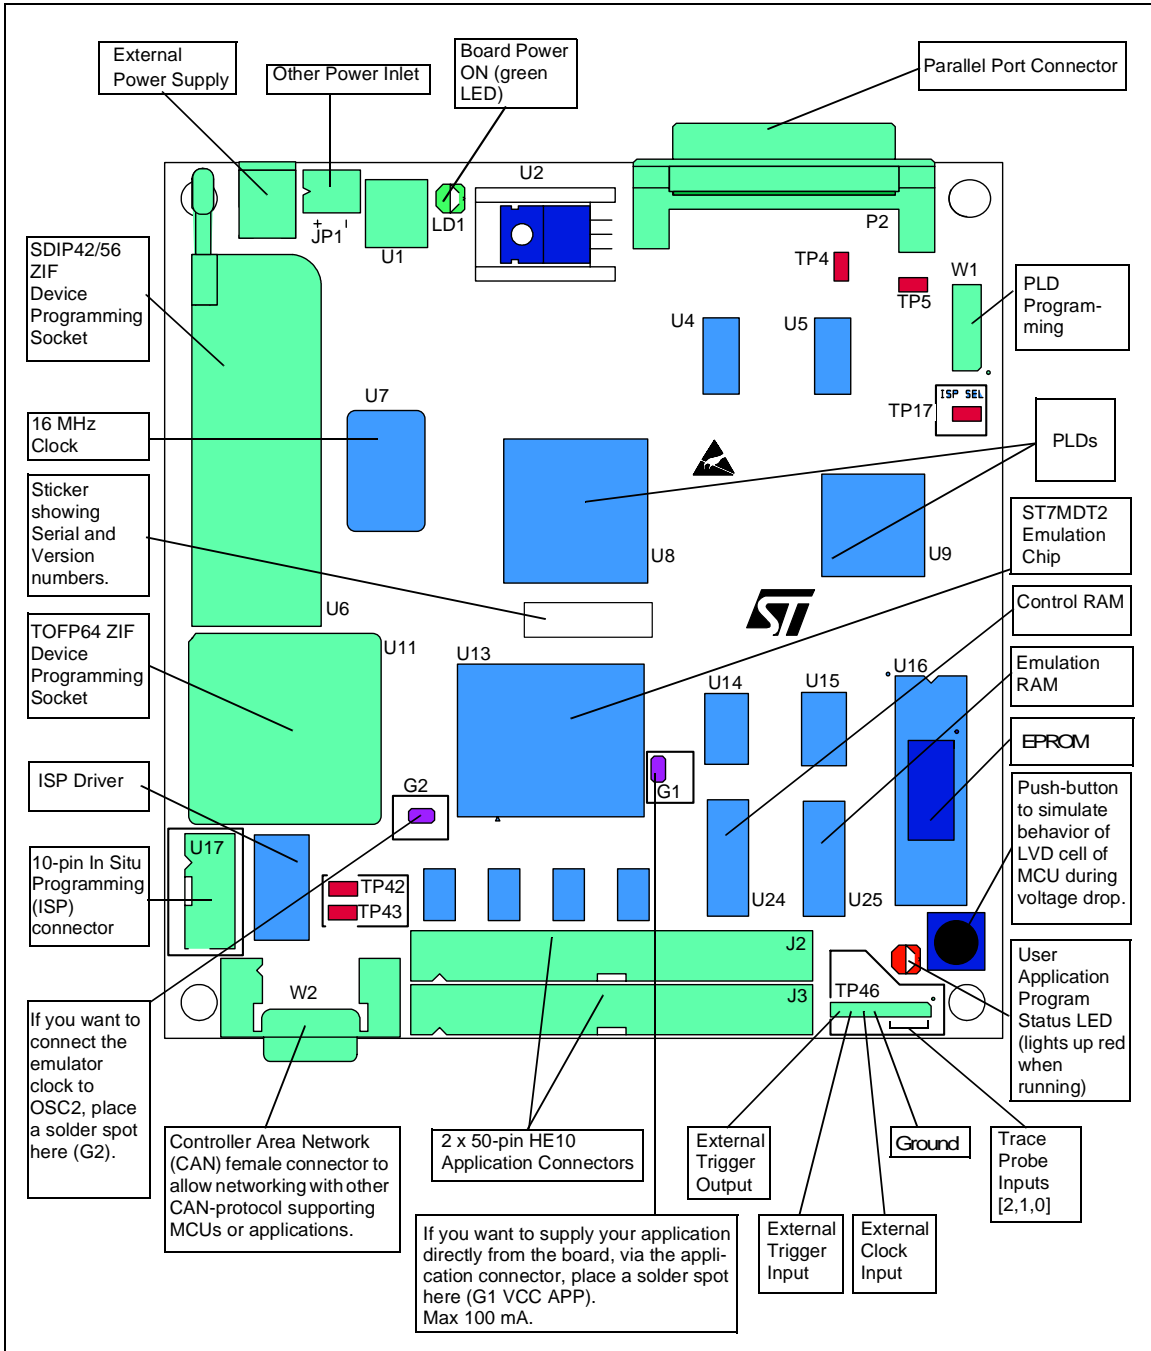 External
Power Supply
Other Power Inlet
Board Power
ON (green
LED)
Parallel Port Connector
U2
LD1
+
JP1
U1
P2
SDIP42/56
ZIF
Device
Programming
Socket
TP4
TP5
W1
PLD
Program-
ming
U4
U5
ISP SEL
TP17
U7
16 MHz
Clock
PLDs
Sticker
showing
Serial and
Version
numbers.
U8
U9
ST7MDT2
Emulation
Chip
U6
ST
Control RAM
TOFP64 ZIF
Device
Programming
Socket
U11
U13
U14
U15
U16
Emulation
RAM
EPROM
ISP Driver
G2
G1
Push-button
to simulate
behavior of
LVD cell of
MCU during
voltage drop.
U17
10-pin In Situ
Programming
(ISP)
connector
TP42
TP43
U24
U25
J2
J3
W2
TP46
User
Application
Program
Status LED
(lights up red
when
running)
If you want to
connect the
emulator
clock to
OSC2, place
a solder spot
here (G2).
Controller Area Network
(CAN) female connector to
allow networking with other
CAN-protocol supporting
MCUs or applications.
2 x 50-pin HE10
Application Connectors
External
Trigger
Output
Ground
Trace
Probe
Inputs
[2,1,0]
If you want to supply your application
directly from the board, via the appli-
cation connector, place a solder spot
here (G1 VCC APP).
Max 100 mA.
External
Trigger
Input
External
Clock
Input